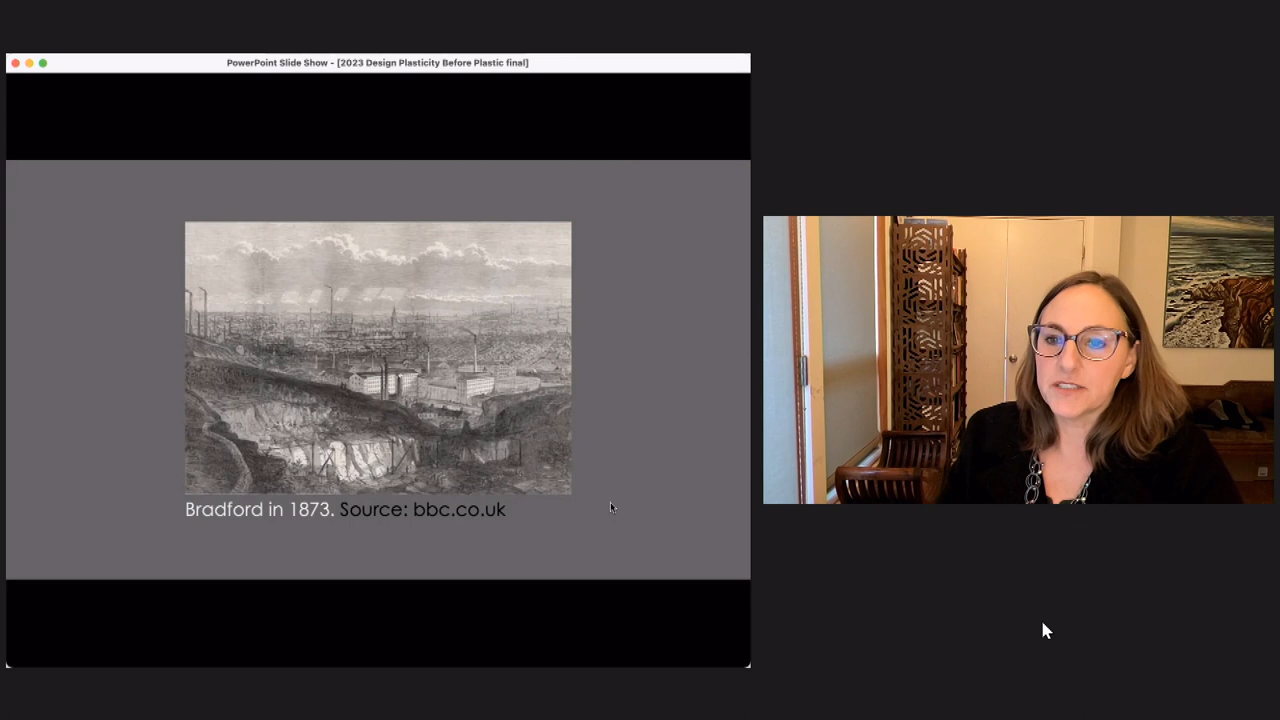 PowerPoint Slide Show - [2023 Design Plasticity Before Plastic final]
Bradford in 1873. Source: bbc.co.uk